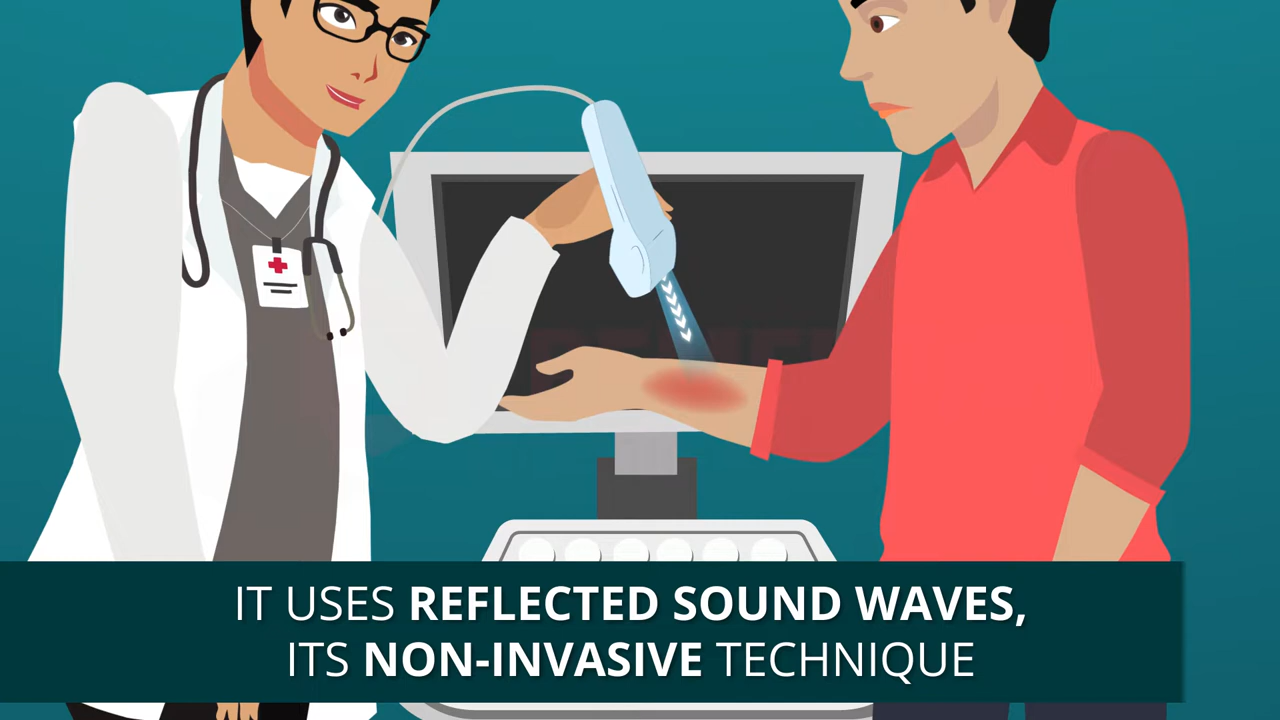 IT USES REFLECTED SOUND WAVES,
ITS NON-INVASIVE TECHNIQUE